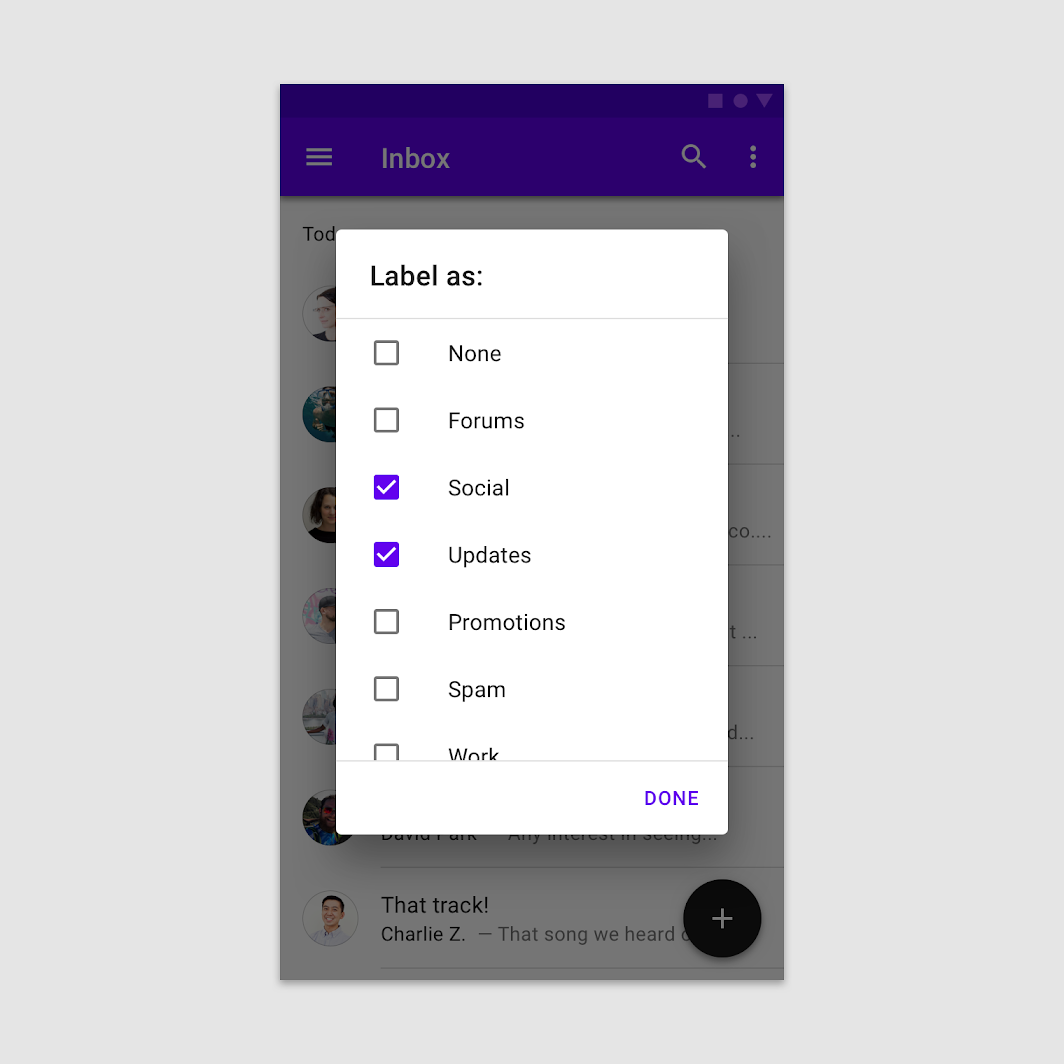 Inbox
Tod
Label as:
None
Forums
Social
..
Updates
co....
Promotions
t ...
Spam
d...
Work
DONE
David Park — Any interest in seeing...
That track!
Charlie Z. — That song we heard